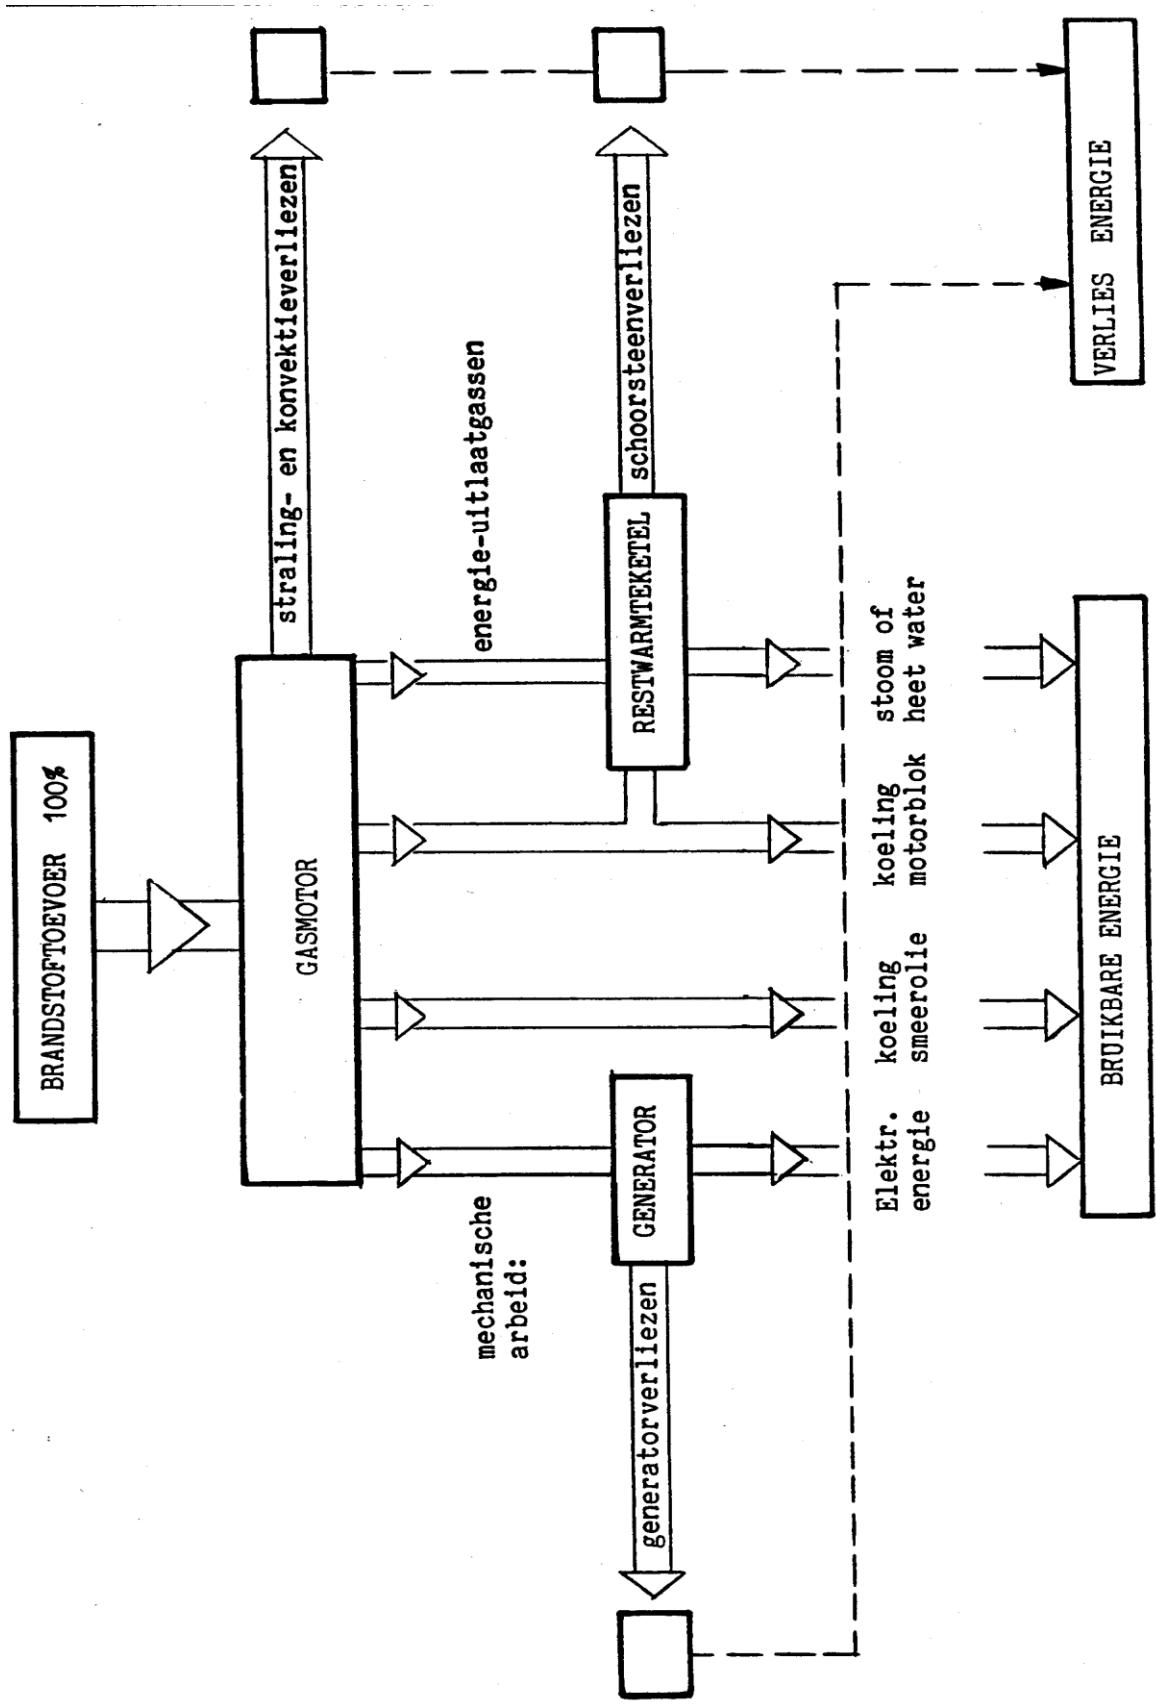 BRANDSTOFTOEVOER 100%
GASMOTOR
straling- en konvektieverliezen
mechanische
arbeid:
energie-uitlaatgassen
GENERATOR
RESTWARMTEKETEL
generatorverliezen
schoorsteenverliezen
Elektr.
energie
koeling
smeerolie
koeling
motorblok
stoom of
heet water
BRUIKBARE ENERGIE
VERLIES ENERGIE